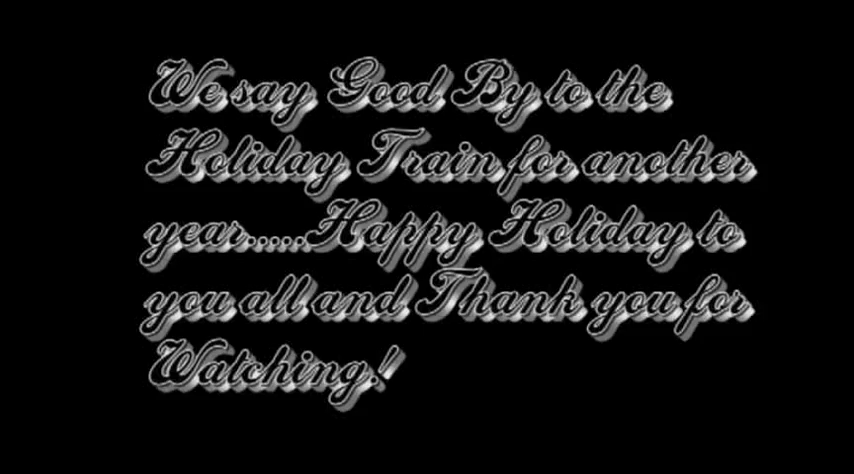 We say Good By to the
Holiday Train for another
year.....Happy Holiday to
you all and Thank you for
Watching!